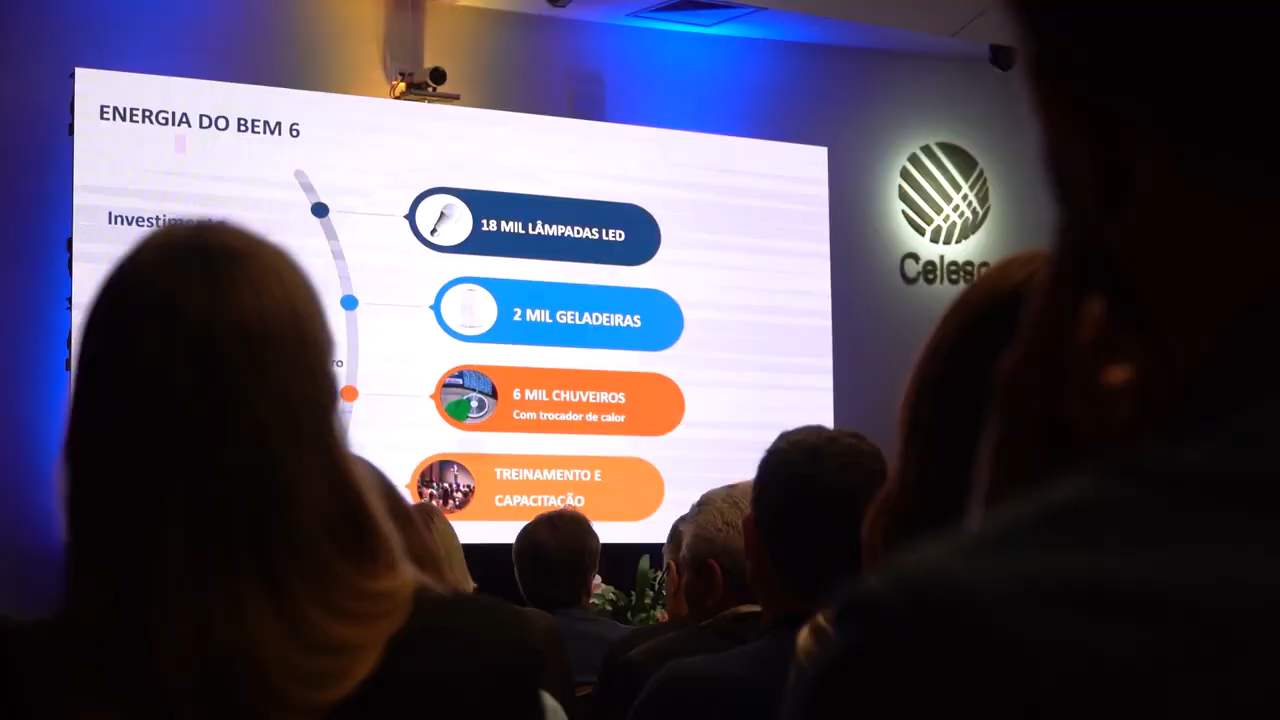 ENERGIA DO BEM 6
18 MIL LÂMPADAS LED
2 MIL GELADEIRAS
6 MIL CHUVEIROS
Com trocador de calor
TREINAMENTO E
CAPACITAÇÃO